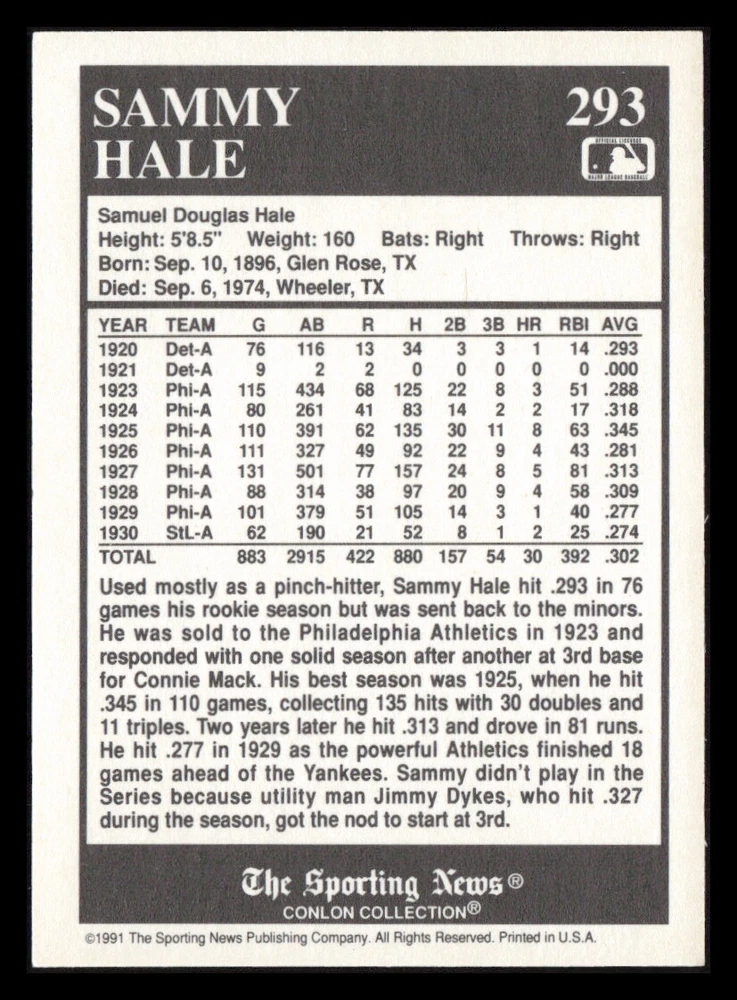 SAMMY 293
HALE
OFFICIAL LICENSEE
MAJOR LEAGUE BASEBALL
Samuel Douglas Hale
Height: 5'8.5" Weight: 160 Bats: Right Throws: Right
Born: Sep. 10, 1896, Glen Rose, TX
Died: Sep. 6, 1974, Wheeler, TX
YEAR TEAM G AB R H 2B 3B HR RBI AVG
1920 Det-A 76 116 13 34 3 3 1 14 .293
1921 Det-A 9 2 2 0 0 0 0 0 .000
1923 Phi-A 115 434 68 125 22 8 3 51 .288
1924 Phi-A 80 261 41 83 14 2 2 17 .318
1925 Phi-A 110 391 62 135 30 11 8 63 .345
1926 Phi-A 111 327 49 92 22 9 4 43 .281
1927 Phi-A 131 501 77 157 24 8 5 81 .313
1928 Phi-A 88 314 38 97 20 9 4 58 .309
1929 Phi-A 101 379 51 105 14 3 1 40 .277
1930 StL-A 62 190 21 52 8 1 2 25 .274
TOTAL 883 2915 422 880 157 54 30 392 .302
Used mostly as a pinch-hitter, Sammy Hale hit .293 in 76
games his rookie season but was sent back to the minors.
He was sold to the Philadelphia Athletics in 1923 and
responded with one solid season after another at 3rd base
for Connie Mack. His best season was 1925, when he hit
.345 in 110 games, collecting 135 hits with 30 doubles and
11 triples. Two years later he hit .313 and drove in 81 runs.
He hit .277 in 1929 as the powerful Athletics finished 18
games ahead of the Yankees. Sammy didn't play in the
Series because utility man Jimmy Dykes, who hit .327
during the season, got the nod to start at 3rd.
The Sporting News®
CONLON COLLECTION®
©1991 The Sporting News Publishing Company. All Rights Reserved. Printed in U.S.A.